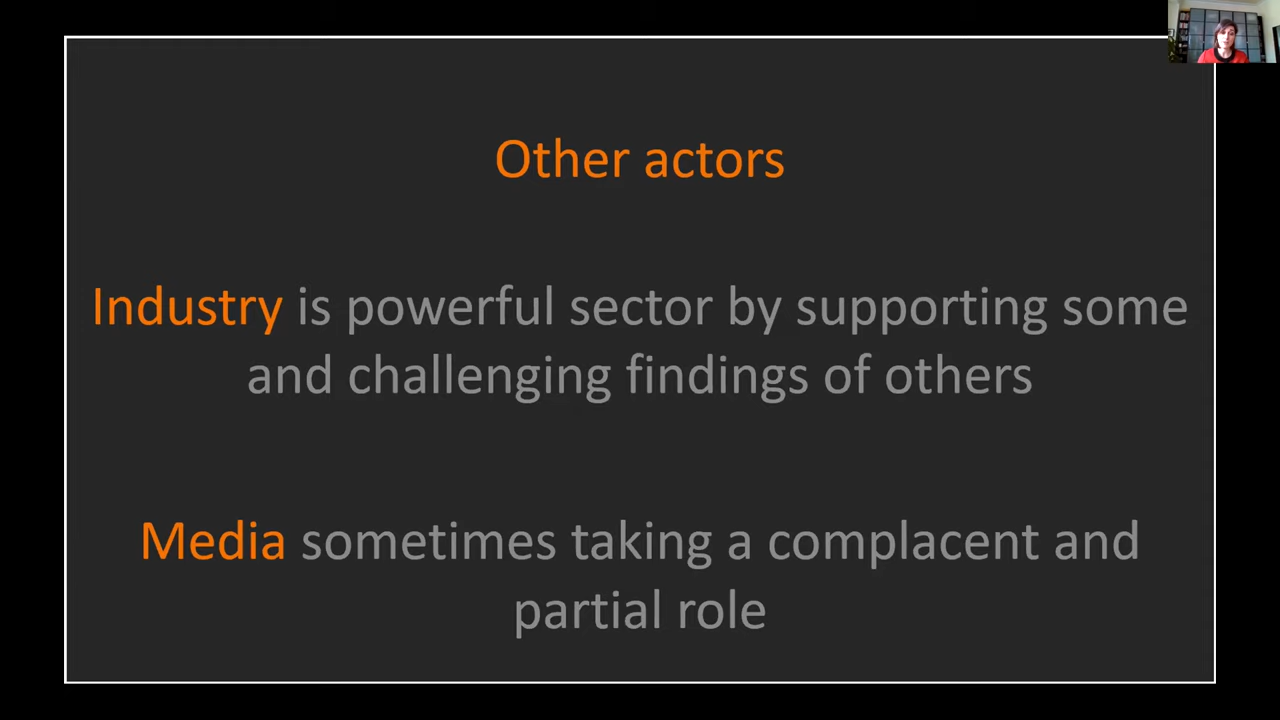 Other actors
Industry is powerful sector by supporting some
and challenging findings of others
Media sometimes taking a complacent and
partial role